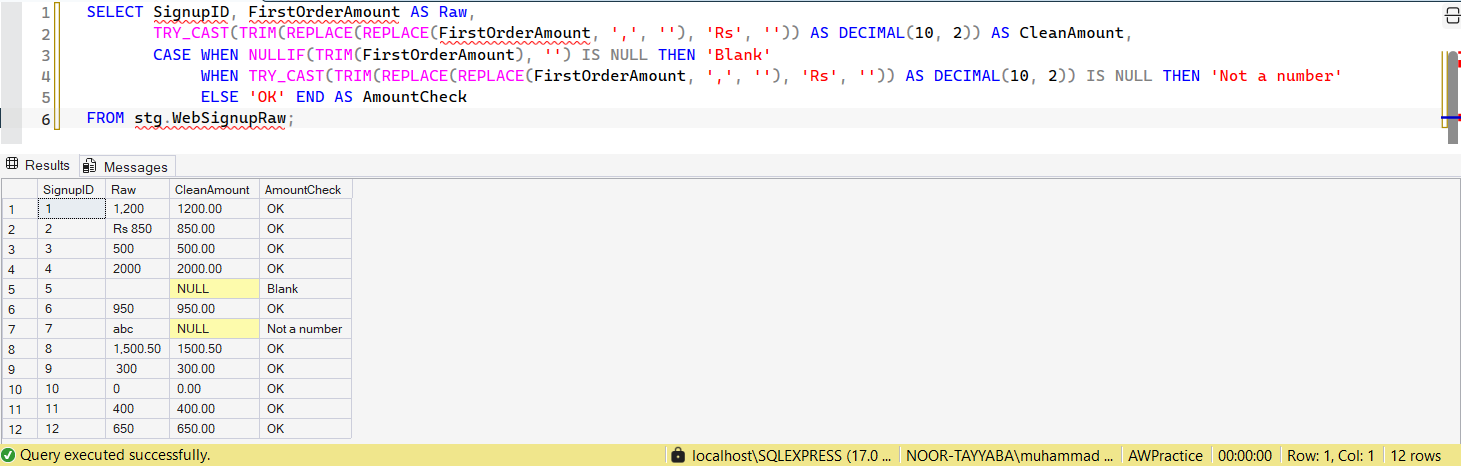 1 SELECT SignupID, FirstOrderAmount AS Raw,
2 TRY_CAST(TRIM(REPLACE(REPLACE(FirstOrderAmount, ',', ''), 'Rs', '')) AS DECIMAL(10, 2)) AS CleanAmount,
3 CASE WHEN NULLIF(TRIM(FirstOrderAmount), '') IS NULL THEN 'Blank'
4 WHEN TRY_CAST(TRIM(REPLACE(REPLACE(FirstOrderAmount, ',', ''), 'Rs', '')) AS DECIMAL(10, 2)) IS NULL THEN 'Not a number'
5 ELSE 'OK' END AS AmountCheck
6 FROM stg.WebSignupRaw;
Results Messages
SignupID Raw CleanAmount AmountCheck
1 1 1,200 1200.00 OK
2 2 Rs 850 850.00 OK
3 3 500 500.00 OK
4 4 2000 2000.00 OK
5 5 NULL Blank
6 6 950 950.00 OK
7 7 abc NULL Not a number
8 8 1,500.50 1500.50 OK
9 9 300 300.00 OK
10 10 0 0.00 OK
11 11 400 400.00 OK
12 12 650 650.00 OK
Query executed successfully. localhost\SQLEXPRESS (17.0 ... NOOR-TAYYABA\muhammad ... AWPractice 00:00:00 Row: 1, Col: 1 12 rows